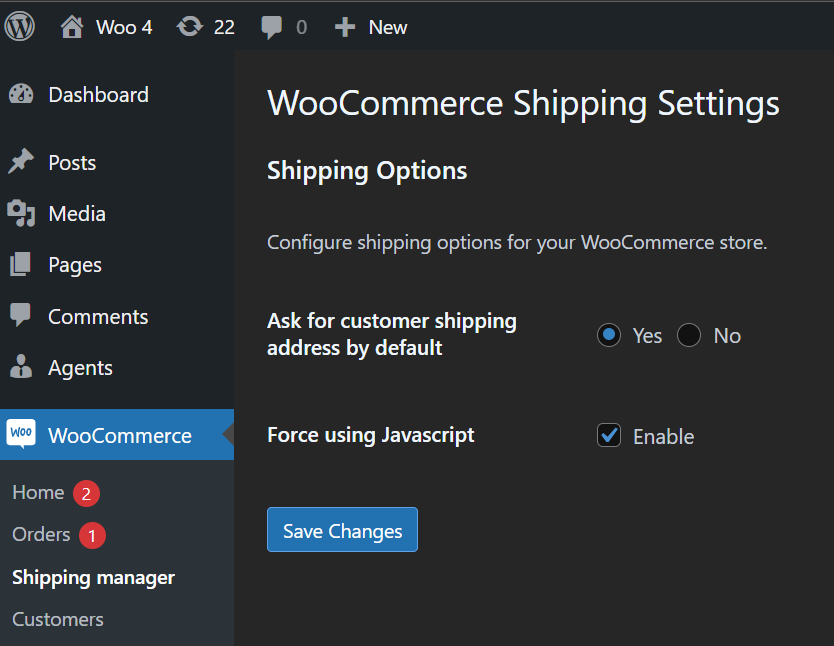 Woo 4 22 0 New
Dashboard
Posts
Media
Pages
Comments
Agents
Woo WooCommerce
Home 2
Orders 1
Shipping manager
Customers
WooCommerce Shipping Settings
Shipping Options
Configure shipping options for your WooCommerce store.
Ask for customer shipping
address by default
Yes No
Force using Javascript
Enable
Save Changes